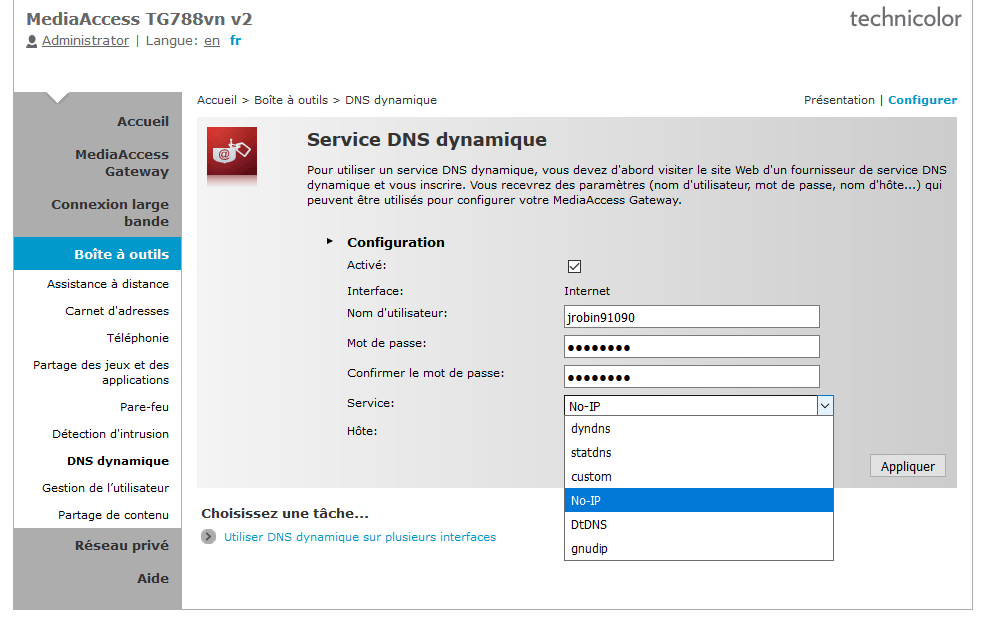 MediaAccess TG788vn v2
technicolor
Administrator | Langue: en fr
Accueil > Boîte à outils > DNS dynamique
Présentation | Configurer
Accueil
MediaAccess
Gateway
Connexion large
bande
Boîte à outils
Assistance à distance
Carnet d'adresses
Téléphonie
Partage des jeux et des
applications
Pare-feu
Détection d'intrusion
DNS dynamique
Gestion de l’utilisateur
Partage de contenu
Réseau privé
Aide
@
Service DNS dynamique
Pour utiliser un service DNS dynamique, vous devez d'abord visiter le site Web d'un fournisseur de service DNS
dynamique et vous inscrire. Vous recevrez des paramètres (nom d'utilisateur, mot de passe, nom d'hôte...) qui
peuvent être utilisés pour configurer votre MediaAccess Gateway.
Configuration
Activé:
Interface: Internet
Nom d'utilisateur: jrobin91090
Mot de passe: ●●●●●●●●
Confirmer le mot de passe: ●●●●●●●●
Service: No-IP
Hôte:
dyndns
statdns
custom
No-IP
DtDNS
gnudip
Appliquer
Choisissez une tâche...
Utiliser DNS dynamique sur plusieurs interfaces